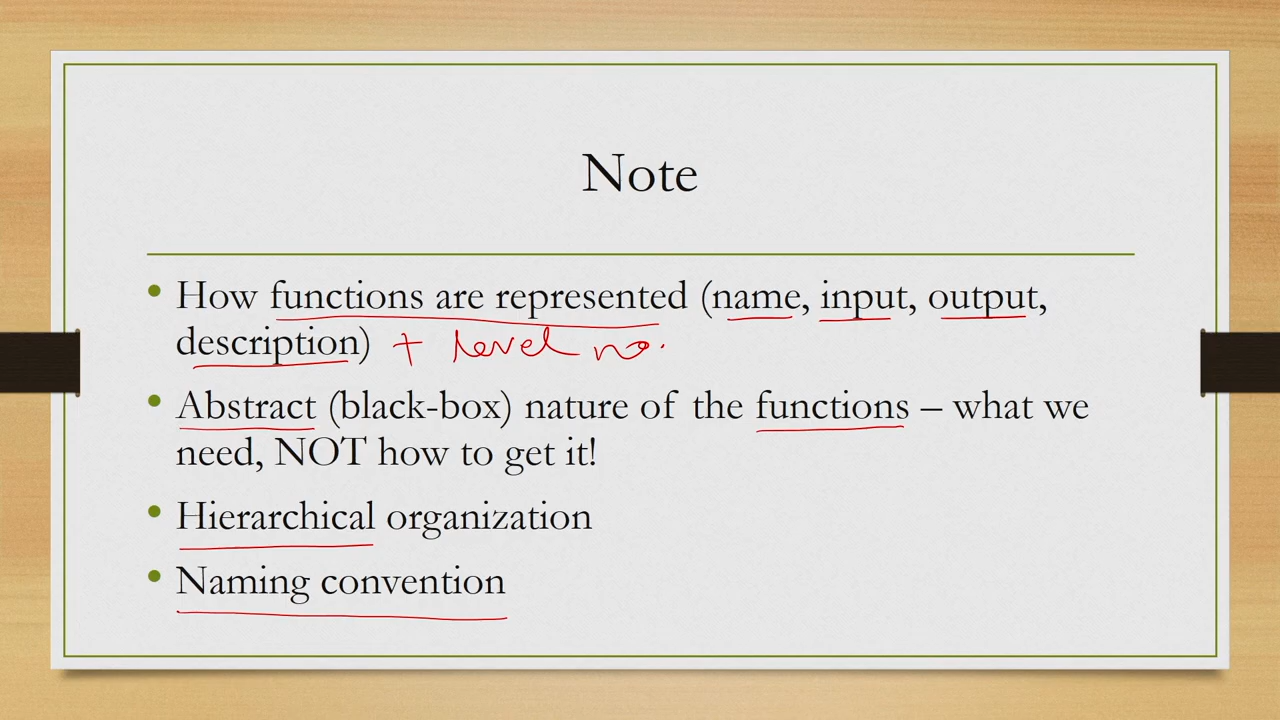 Note
• How functions are represented (name, input, output,
description) + level no.
• Abstract (black-box) nature of the functions – what we
need, NOT how to get it!
• Hierarchical organization
• Naming convention